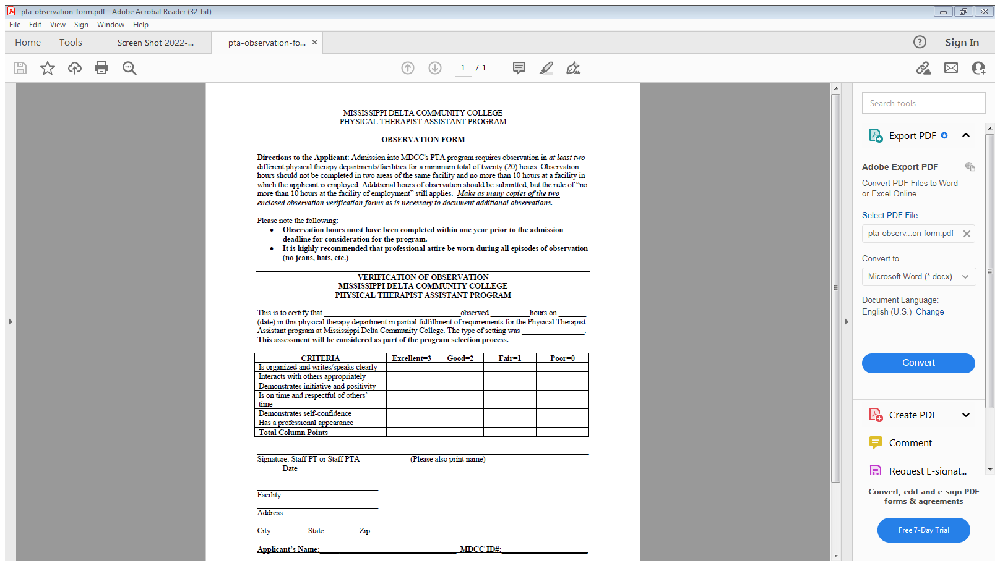 pta-observation-form.pdf - Adobe Acrobat Reader (32-bit)
File Edit View Sign Window Help
Home Tools Screen Shot 2022-... pta-observation-fo... × Sign In
1 / 1
Search tools
Export PDF
Adobe Export PDF
Convert PDF Files to Word
or Excel Online
Select PDF File
pta-observ...on-form.pdf
Convert to
Microsoft Word (*.docx)
Document Language:
English (U.S.) Change
Convert
Create PDF
Comment
Request E-signat...
Convert, edit and e-sign PDF
forms & agreements
Free 7-Day Trial
MISSISSIPPI DELTA COMMUNITY COLLEGE
PHYSICAL THERAPIST ASSISTANT PROGRAM
OBSERVATION FORM
Directions to the Applicant: Admission into MDCC's PTA program requires observation in at least two
different physical therapy departments/facilities for a minimum total of twenty (20) hours. Observation
hours should not be completed in two areas of the same facility and no more than 10 hours at a facility in
which the applicant is employed. Additional hours of observation should be submitted, but the rule of “no
more than 10 hours at the facility of employment” still applies. Make as many copies of the two
enclosed observation verification forms as is necessary to document additional observations.
Please note the following:
• Observation hours must have been completed within one year prior to the admission
deadline for consideration for the program.
• It is highly recommended that professional attire be worn during all episodes of observation
(no jeans, hats, etc.)
VERIFICATION OF OBSERVATION
MISSISSIPPI DELTA COMMUNITY COLLEGE
PHYSICAL THERAPIST ASSISTANT PROGRAM
This is to certify that ____________________observed __________hours on _______
(date) in this physical therapy department in partial fulfillment of requirements for the Physical Therapist
Assistant program at Mississippi Delta Community College. The type of setting was ________________.
This assessment will be considered as part of the program selection process.
CRITERIA Excellent=3 Good=2 Fair=1 Poor=0
Is organized and writes/speaks clearly
Interacts with others appropriately
Demonstrates initiative and positivity
Is on time and respectful of others’
time
Demonstrates self-confidence
Has a professional appearance
Total Column Points
Signature: Staff PT or Staff PTA (Please also print name)
Date
Facility
Address
City State Zip
Applicant’s Name:____________________ MDCC ID#:____________________